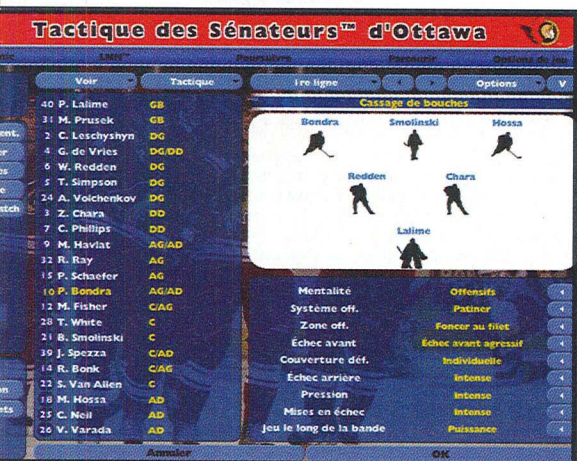 Tactique des Sénateurs™ d'Ottawa
LNH™ Poursuivre Parcourir Options de jeu
Voir Tactique 1re ligne Options V
Cassage de bouches
Bondra Smolinski Hossa
Redden Chara
Lalime
40 P. Lalime GB
31 M. Prusek GB
2 C. Leschyshyn DG
4 G. de Vries DG/DD
6 W. Redden DG
5 T. Simpson DG
24 A. Volchenkov DG
3 Z. Chara DD
7 C. Phillips DD
9 M. Havlat AG/AD
32 R. Ray AG
15 P. Schaefer AG
10 P. Bondra AG/AD
12 M. Fisher C/AG
28 T. White C
21 B. Smolinski C
39 J. Spezza C/AD
14 R. Bonk C/AG
22 S. Van Allen C
18 M. Hossa AD
25 C. Neil AD
26 V. Varada AD
Mentalité Offensifs
Système off. Patiner
Zone off. Foncer au filet
Échec avant Échec avant agressif
Couverture déf. Individuelle
Échec arrière Intense
Pression Intense
Mises en échec Intense
Jeu le long de la bande Puissance
Annuler OK